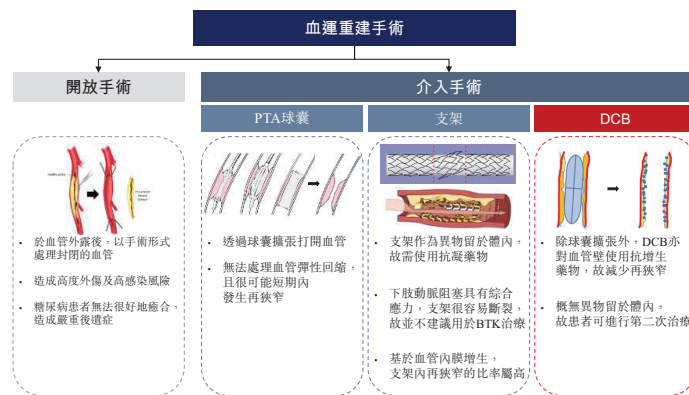 血運重建手術
開放手術
介入手術
PTA球囊
支架
DCB
• 於血管外露後，以手術形式
處理封閉的血管
• 造成高度外傷及高感染風險
• 糖尿病患者無法很好地癒合，
造成嚴重後遺症
• 透過球囊擴張打開血管
• 無法處理血管彈性回縮，
且很可能短期內
發生再狹窄
• 支架作為異物留於體內，
故需使用抗凝藥物
• 下肢動脈阻塞具有綜合
應力，支架很容易斷裂，
故並不建議用於BTK治療
• 基於血管內膜增生，
支架內再狹窄的比率屬高
• 除球囊擴張外，DCB亦
對血管壁使用抗增生
藥物，故減少再狹窄
• 概無異物留於體內，
故患者可進行第二次治療